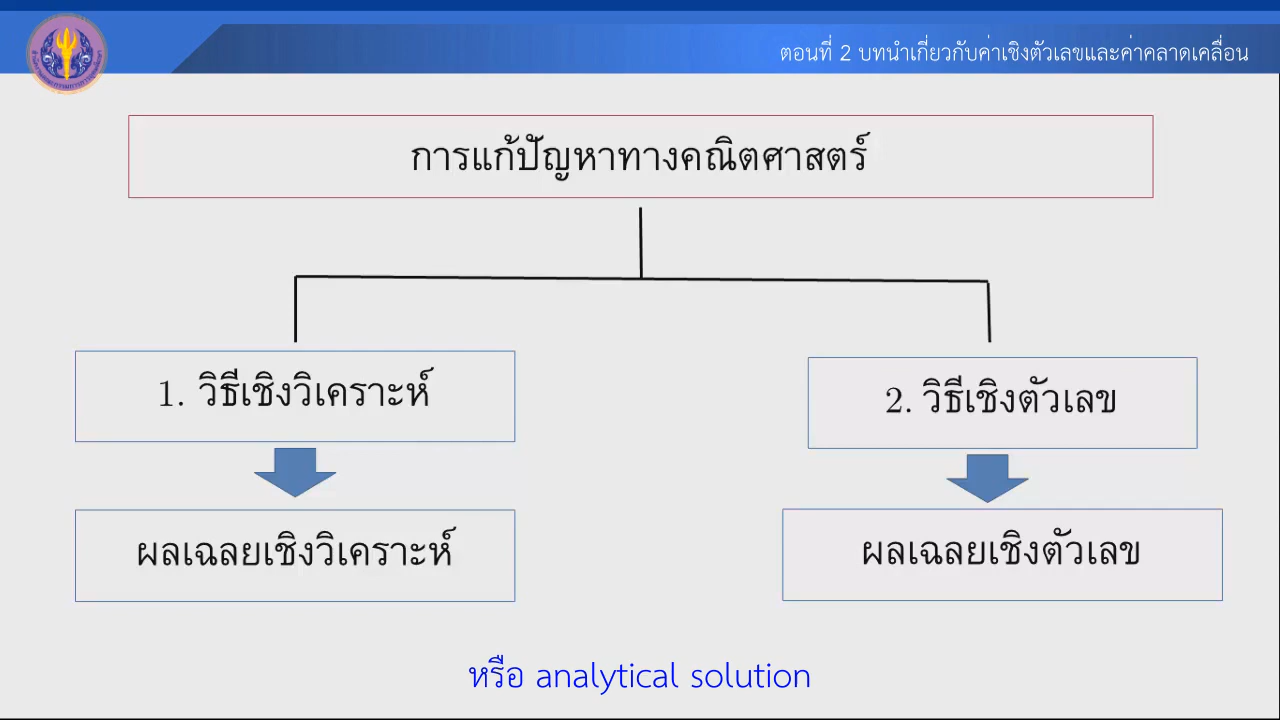 ตอนที่ 2 บทนำเกี่ยวกับค่าเชิงตัวเลขและค่าคลาดเคลื่อน
การแก้ปัญหาทางคณิตศาสตร์
1. วิธีเชิงวิเคราะห์
2. วิธีเชิงตัวเลข
ผลเฉลยเชิงวิเคราะห์
ผลเฉลยเชิงตัวเลข
หรือ analytical solution